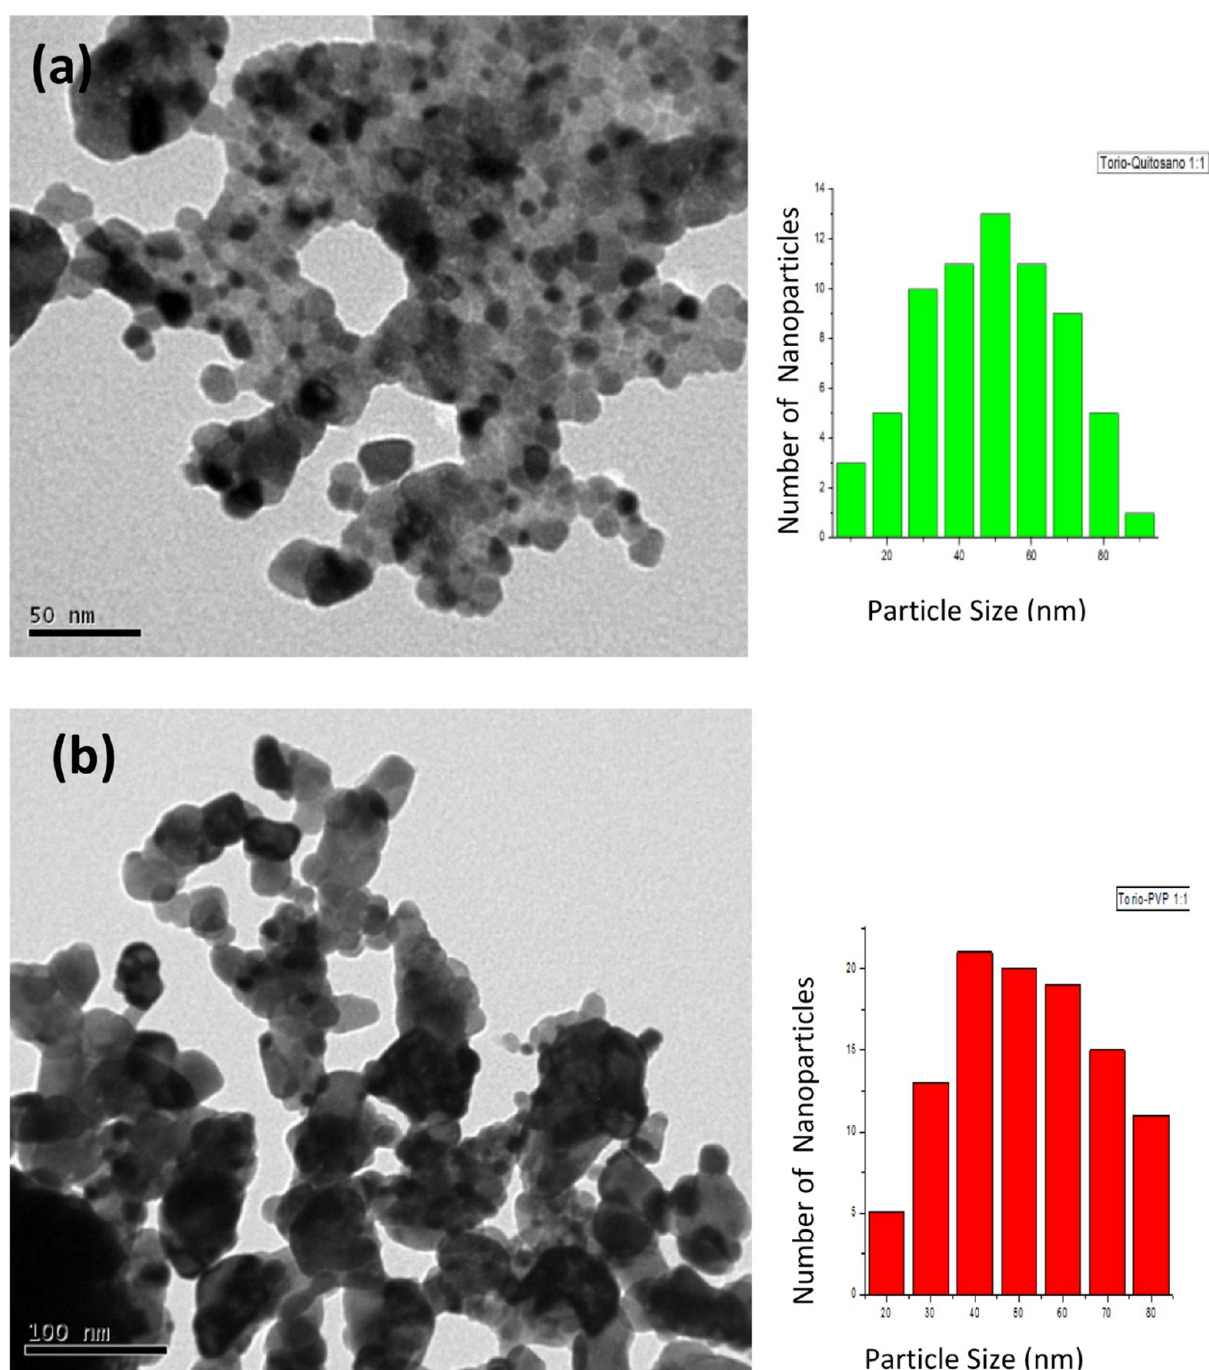 (a)
50 nm
Torio-Quitosano 1:1
Number of Nanoparticles
14
12
10
8
6
4
2
0
20 40 60 80
Particle Size (nm)
(b)
100 nm
Torio-PVP 1:1
Number of Nanoparticles
20
15
10
5
0
20 30 40 50 60 70 80
Particle Size (nm)